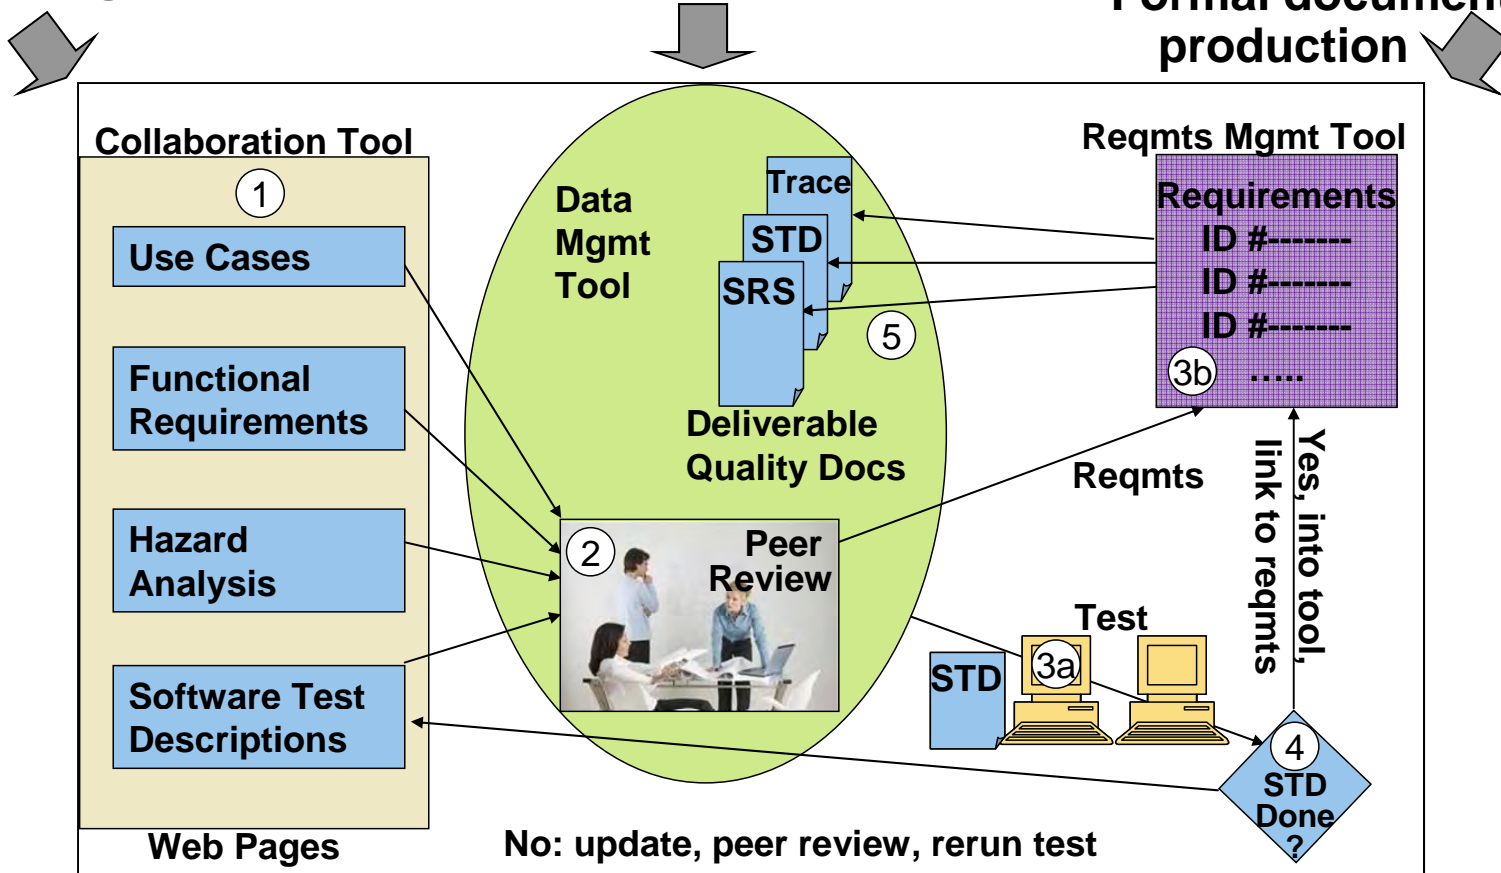 Formal document
production
Collaboration Tool
1
Use Cases
Functional
Requirements
Hazard
Analysis
Software Test
Descriptions
Web Pages
Data
Mgmt
Tool
Trace
STD
SRS
5
Deliverable
Quality Docs
2
Peer
Review
Reqmts Mgmt Tool
Requirements
ID #-------
ID #-------
ID #-------
3b
.....
Reqmts
Yes, into tool,
link to reqmts
Test
STD
3a
4
STD
Done
?
No: update, peer review, rerun test